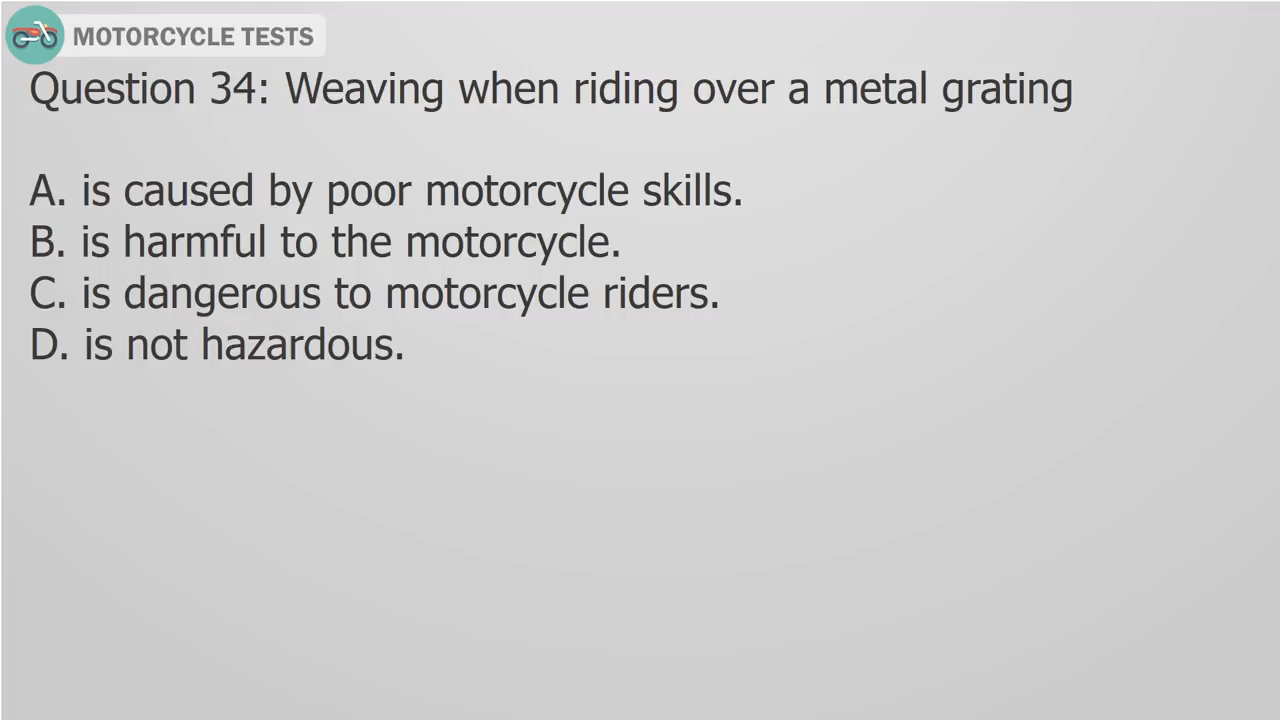 MOTORCYCLE TESTS
Question 34: Weaving when riding over a metal grating
A. is caused by poor motorcycle skills.
B. is harmful to the motorcycle.
C. is dangerous to motorcycle riders.
D. is not hazardous.